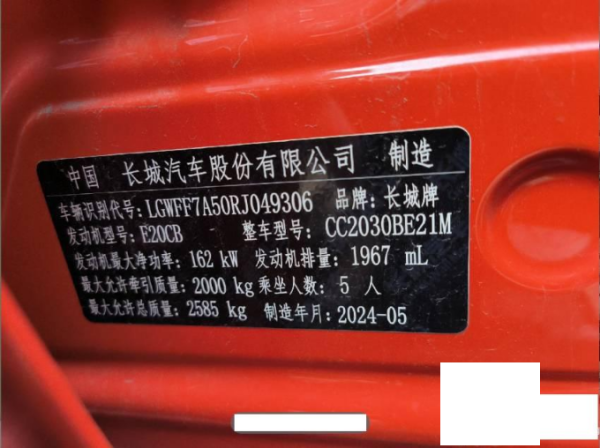 中国 长城汽车股份有限公司 制造
车辆识别代号:LGWFF7A50RJ049306 品牌:长城牌
发动机型号:E20CB 整车型号:CC2030BE21M
发动机最大净功率:162 kW 发动机排量:1967 mL
最大允许牵引质量:2000 kg 乘坐人数:5 人
最大允许总质量:2585 kg 制造年月:2024-05